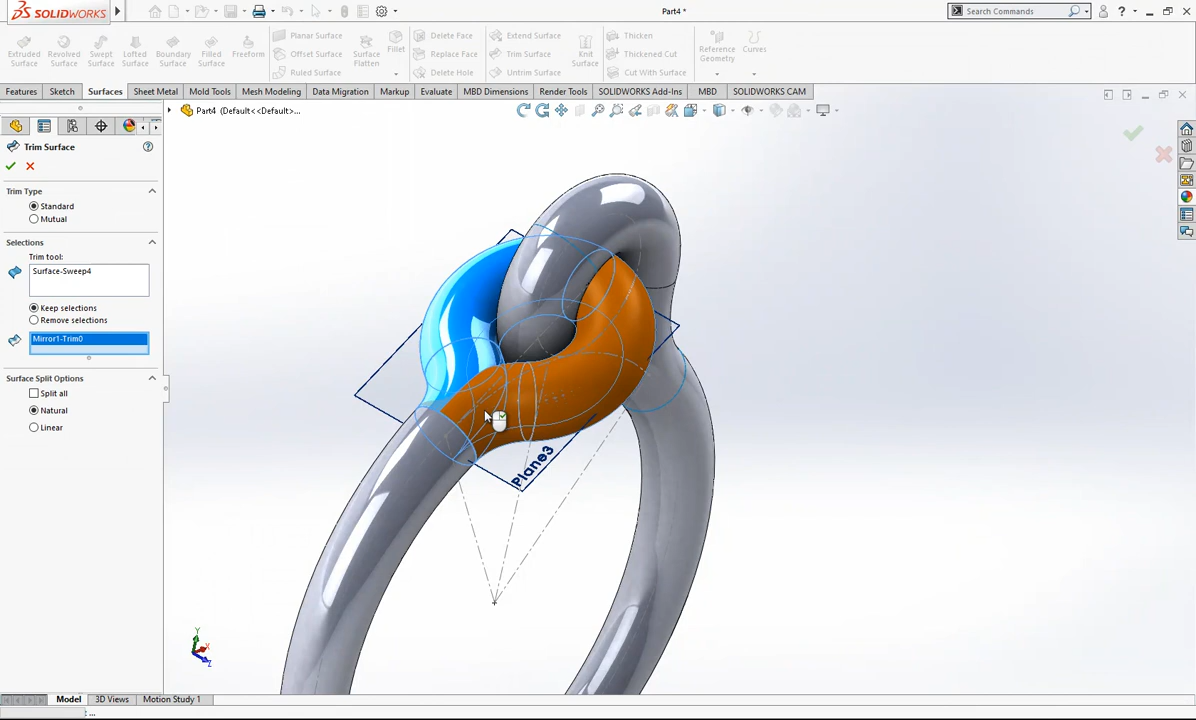 SOLIDWORKS
Part4 *
Search Commands
?
Extruded Surface
Revolved Surface
Swept Surface
Lofted Surface
Boundary Surface
Filled Surface
Freeform
Planar Surface
Offset Surface
Ruled Surface
Surface Flatten
Fillet
Delete Face
Replace Face
Delete Hole
Extend Surface
Trim Surface
Untrim Surface
Knit Surface
Thicken
Thickened Cut
Cut With Surface
Reference Geometry
Curves
Features
Sketch
Surfaces
Sheet Metal
Mold Tools
Mesh Modeling
Data Migration
Markup
Evaluate
MBD Dimensions
Render Tools
SOLIDWORKS Add-Ins
MBD
SOLIDWORKS CAM
Part4 (Default<<Default>...
Trim Surface
?
Trim Type
Standard
Mutual
Selections
Trim tool:
Surface-Sweep4
Keep selections
Remove selections
Mirror1-Trim0
Surface Split Options
Split all
Natural
Linear
Plane3
Y
X
Z
Model
3D Views
Motion Study 1
: ...